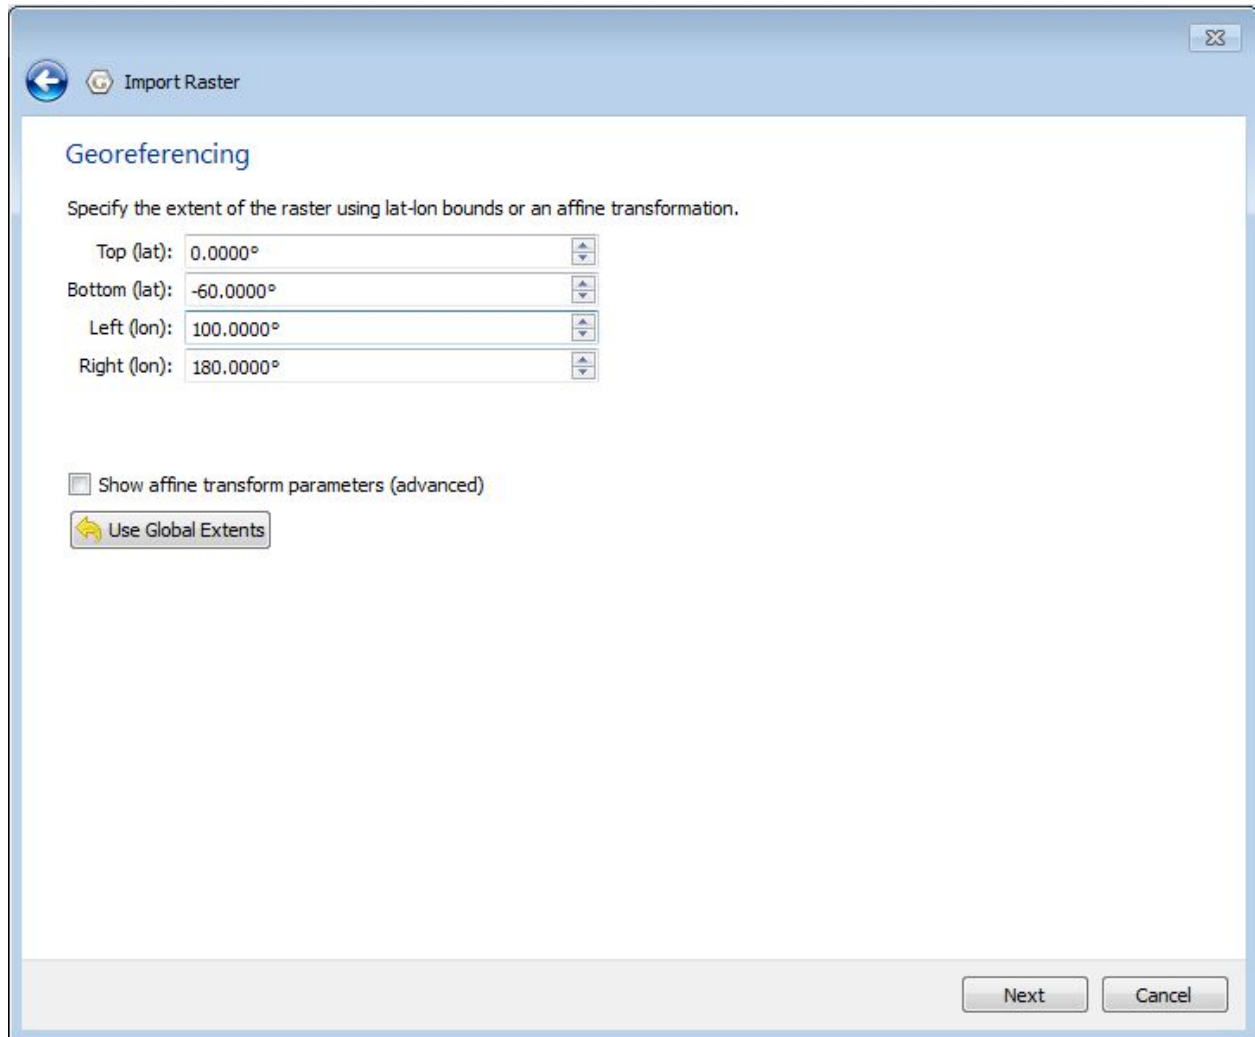 Import Raster
Georeferencing
Specify the extent of the raster using lat-lon bounds or an affine transformation.
Top (lat): 0.0000°
Bottom (lat): -60.0000°
Left (lon): 100.0000°
Right (lon): 180.0000°
Show affine transform parameters (advanced)
Use Global Extents
Next Cancel